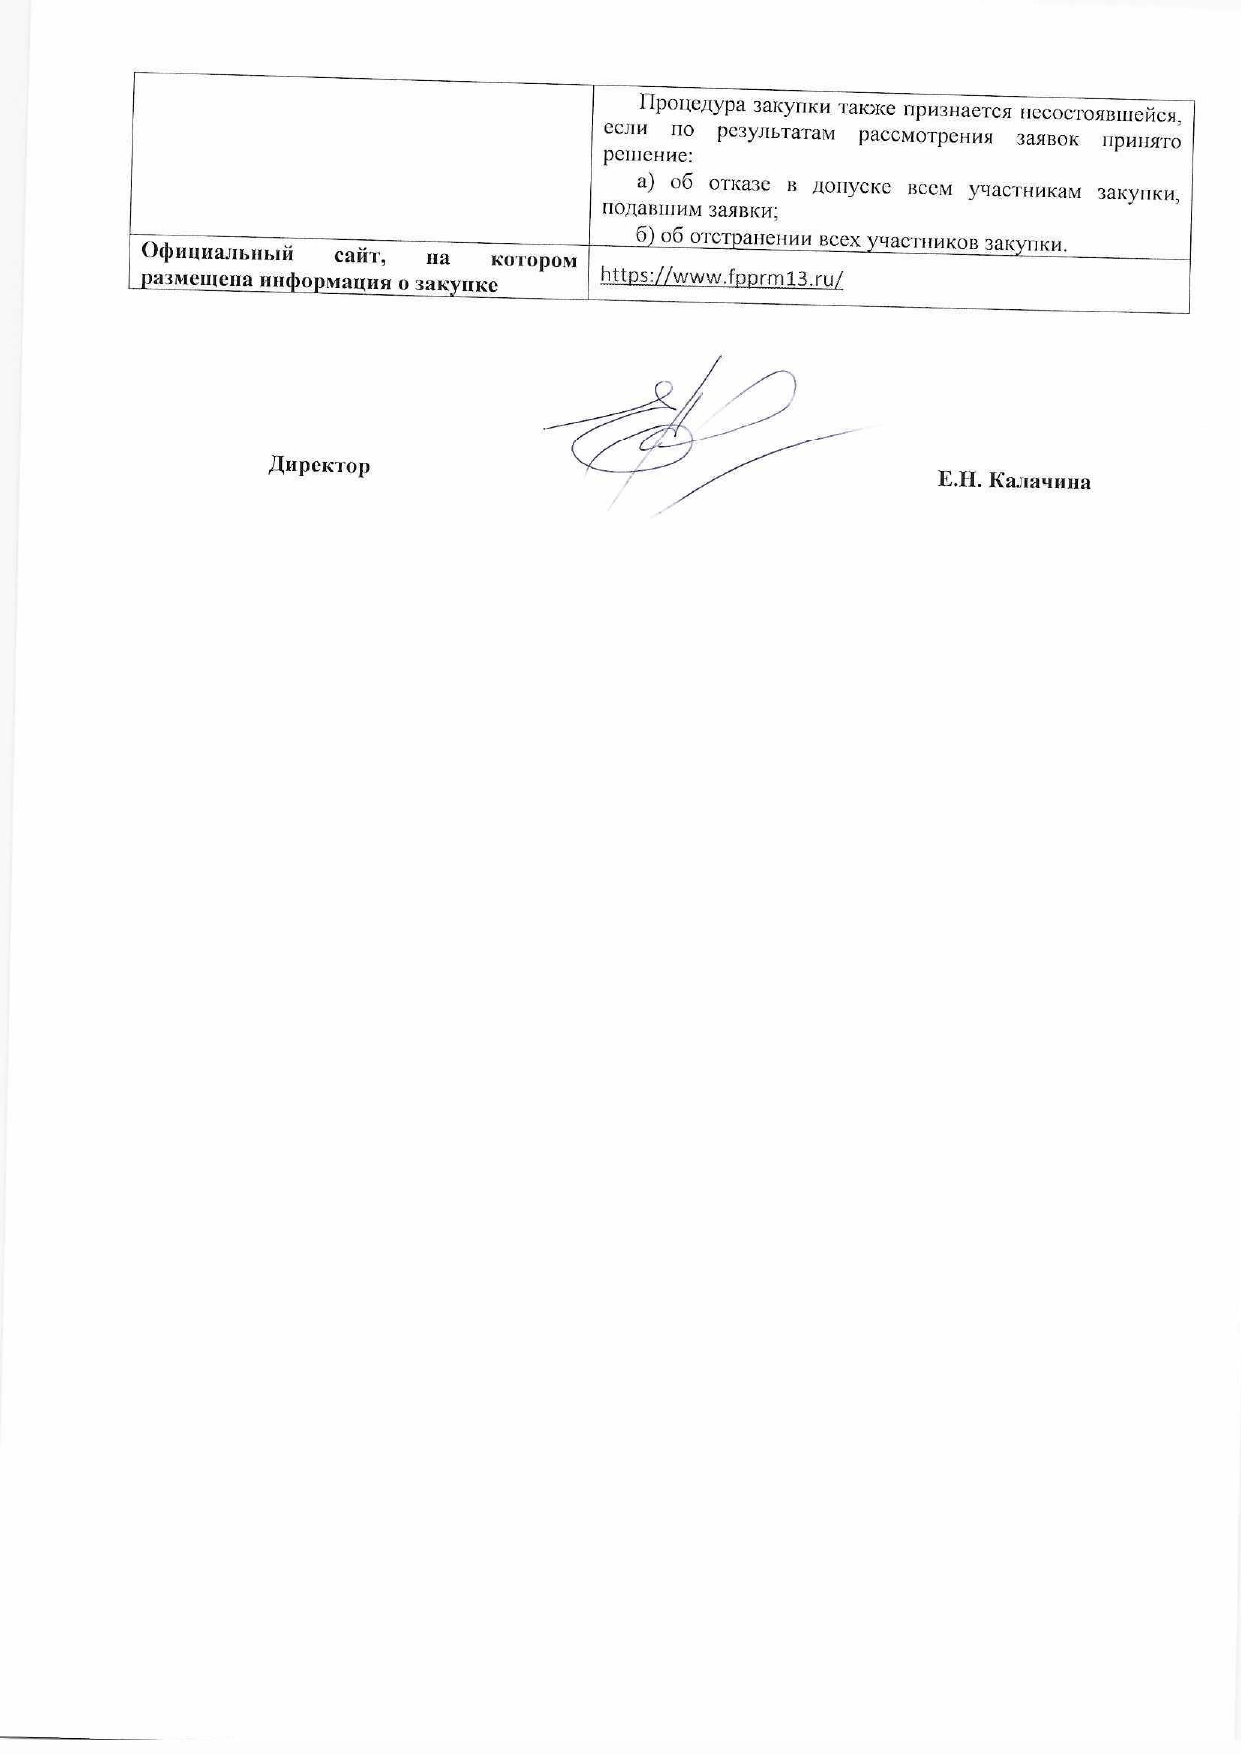 Процедура закупки также признается несостоявшейся,
если по результатам рассмотрения заявок принято
решение:
а) об отказе в допуске всем участникам закупки,
подавшим заявки;
б) об отстранении всех участников закупки.
Официальный сайт, на котором
размещена информация о закупке
https://www.fpprm13.ru/
Директор
Е.Н. Калачина